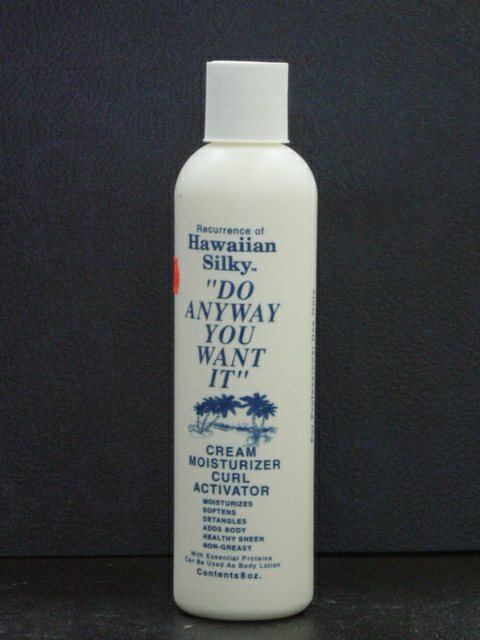 Recurrence of
Hawaiian
Silky™
"DO
ANYWAY
YOU
WANT
IT"
CREAM
MOISTURIZER
CURL
ACTIVATOR
MOISTURIZES
SOFTENS
DETANGLES
ADDS BODY
HEALTHY SHEEN
NON-GREASY
With Essential Proteins
Can Be Used As Body Lotion
Contents 8 oz.
For Professional Use Only